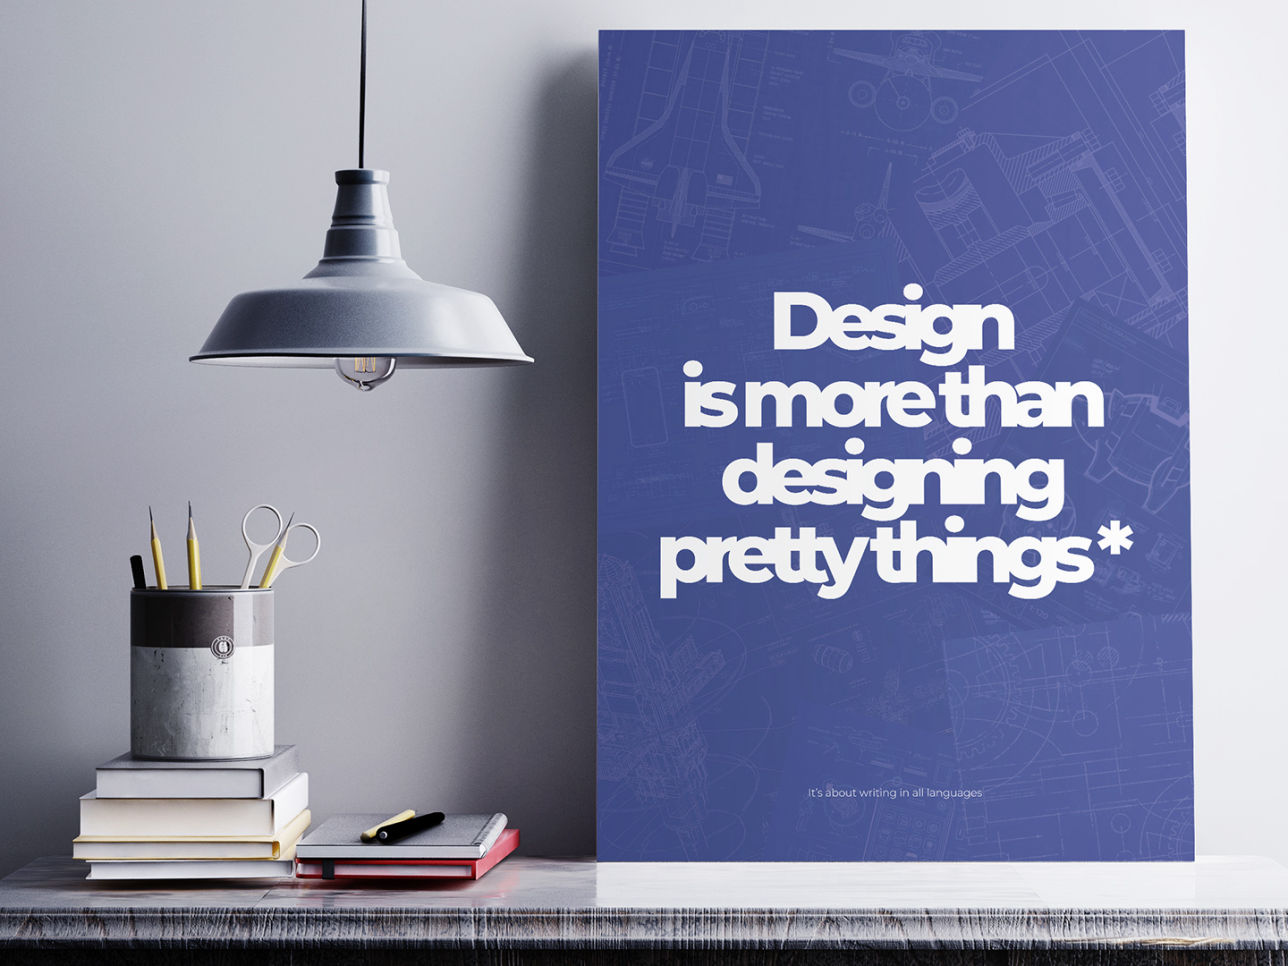 Design
is more than
designing
pretty things*
It's about writing in all languages